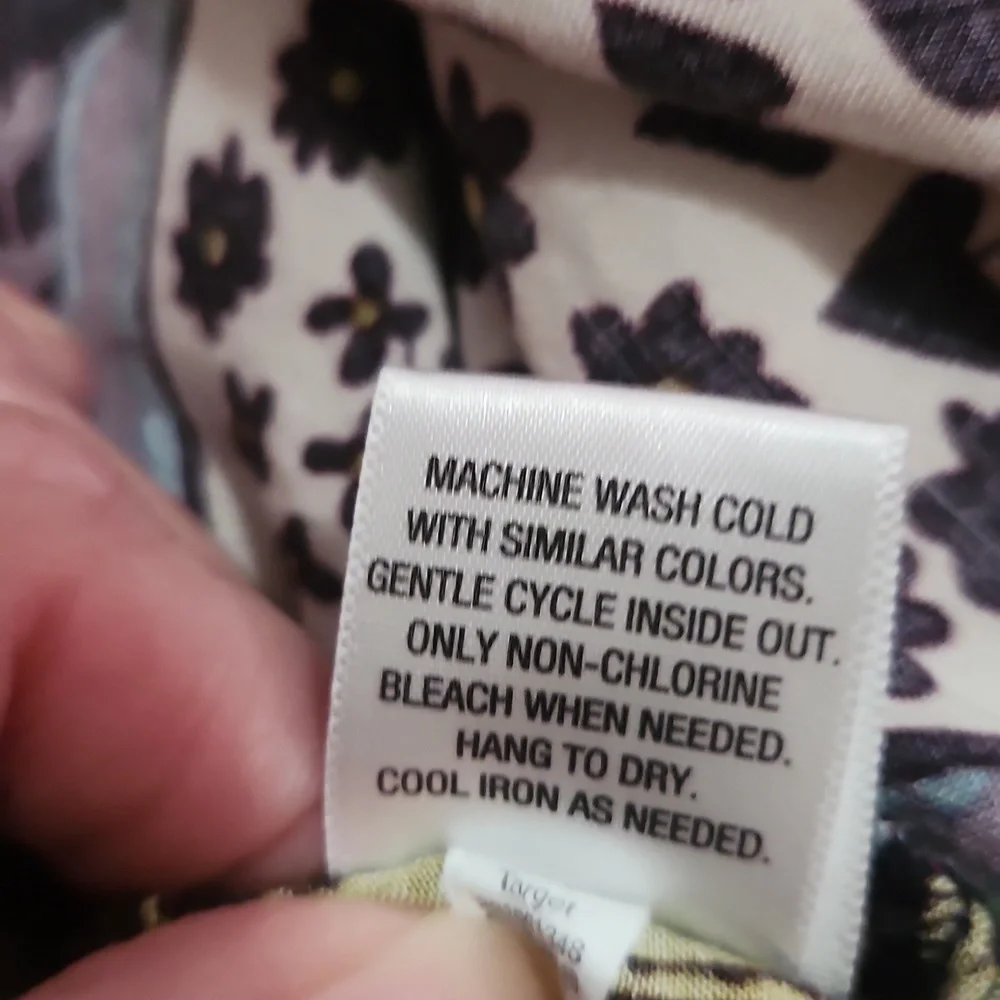 MACHINE WASH COLD
WITH SIMILAR COLORS.
GENTLE CYCLE INSIDE OUT.
ONLY NON-CHLORINE
BLEACH WHEN NEEDED.
HANG TO DRY.
COOL IRON AS NEEDED.
Target